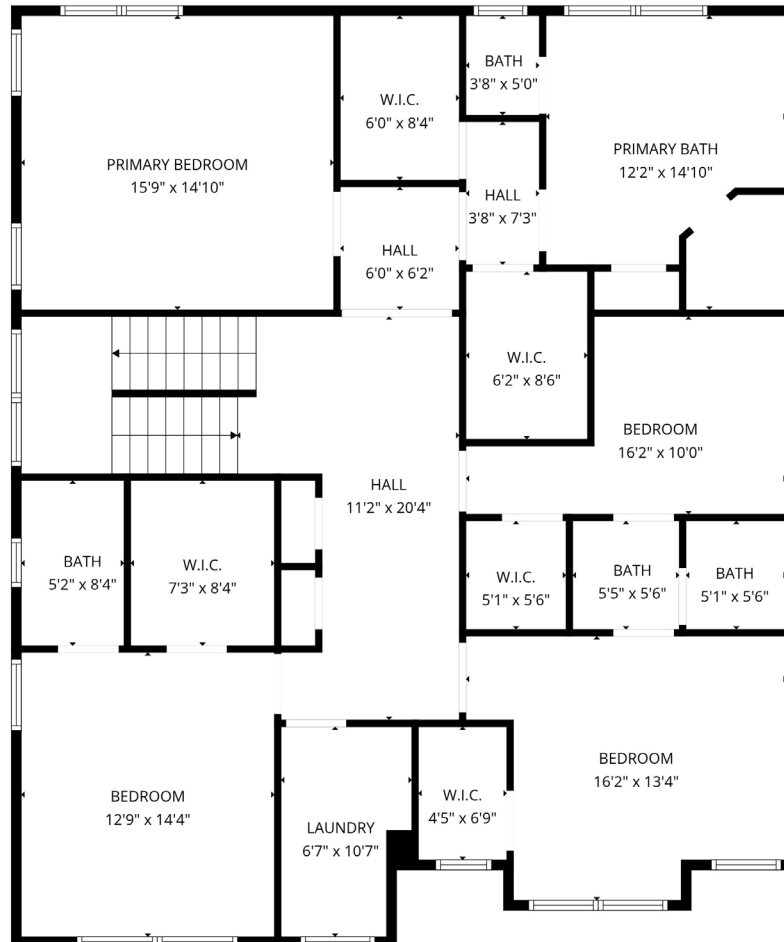 BATH
3'8" x 5'0"
W.I.C.
6'0" x 8'4"
PRIMARY BEDROOM
15'9" x 14'10"
PRIMARY BATH
12'2" x 14'10"
HALL
3'8" x 7'3"
HALL
6'0" x 6'2"
W.I.C.
6'2" x 8'6"
BEDROOM
16'2" x 10'0"
HALL
11'2" x 20'4"
BATH
5'2" x 8'4"
W.I.C.
7'3" x 8'4"
W.I.C.
5'1" x 5'6"
BATH
5'5" x 5'6"
BATH
5'1" x 5'6"
BEDROOM
16'2" x 13'4"
BEDROOM
12'9" x 14'4"
W.I.C.
4'5" x 6'9"
LAUNDRY
6'7" x 10'7"